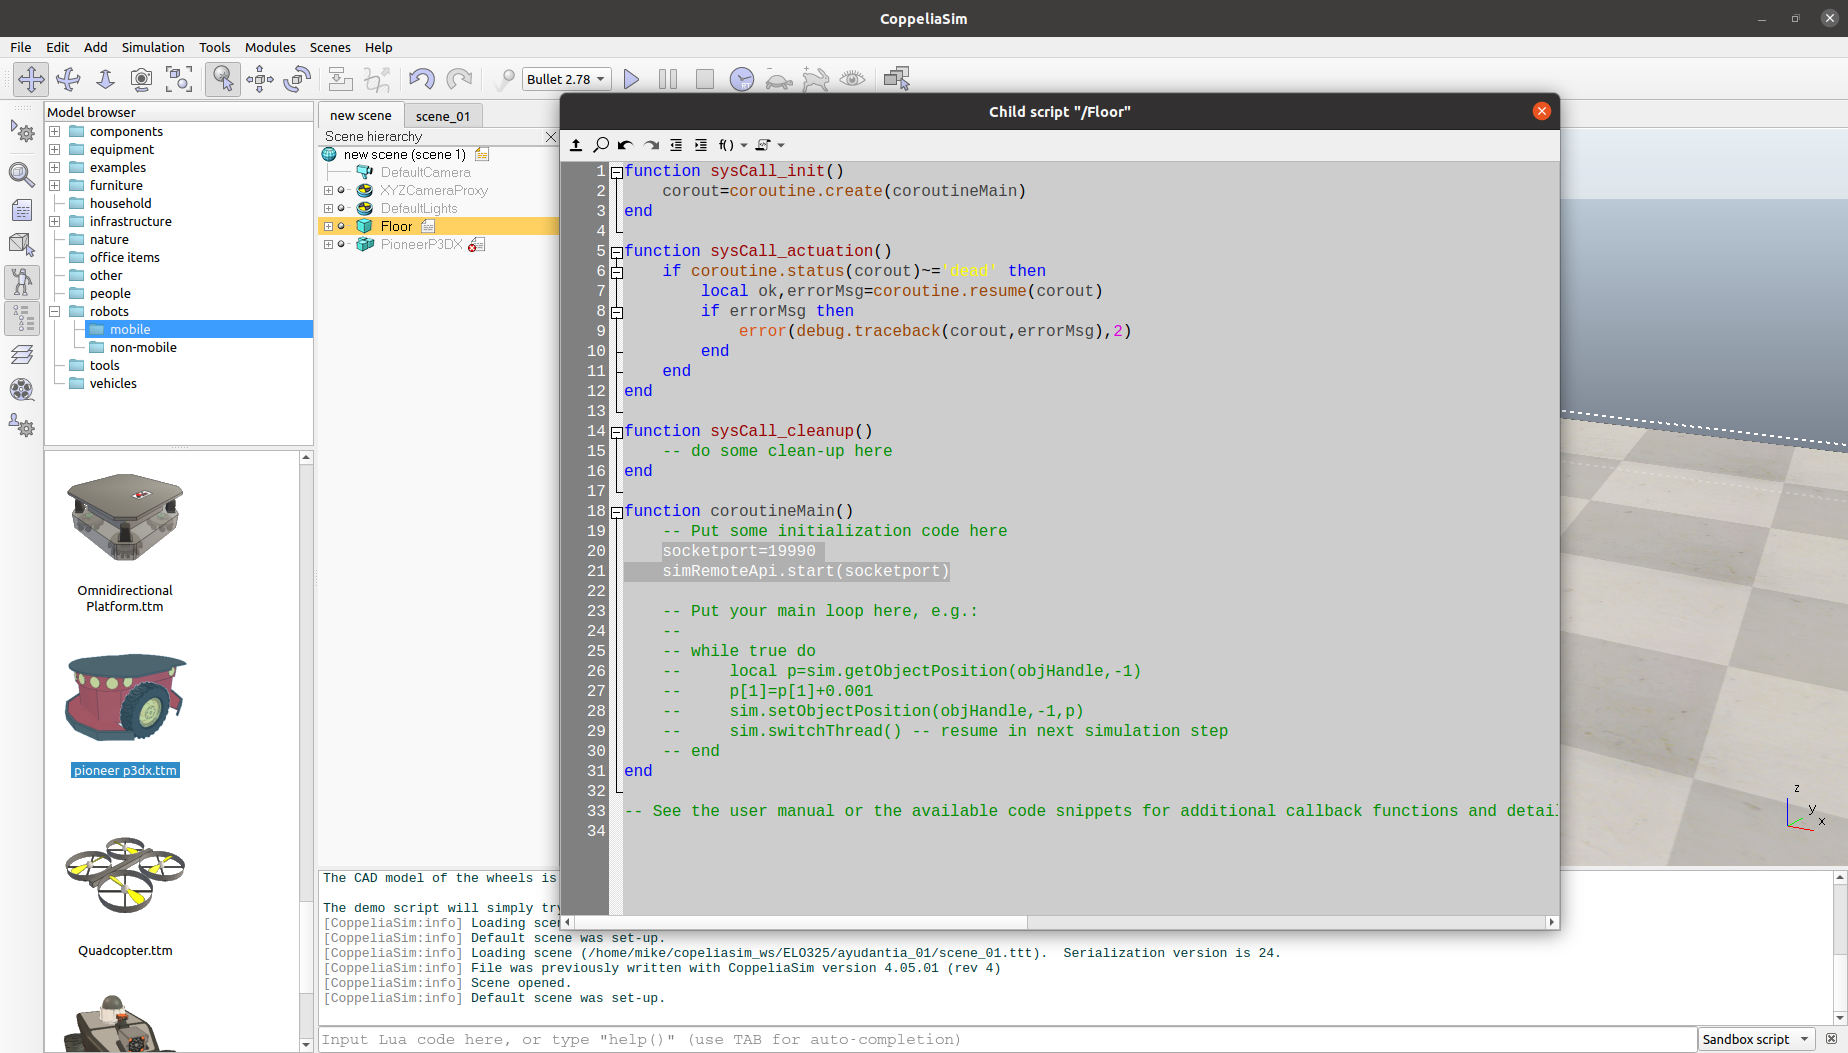 CoppeliaSim
File Edit Add Simulation Tools Modules Scenes Help
Bullet 2.78
Model browser
components
equipment
examples
furniture
household
infrastructure
nature
office items
other
people
robots
mobile
non-mobile
tools
vehicles
Omnidirectional
Platform.ttm
pioneer p3dx.ttm
Quadcopter.ttm
new scene scene_01
Scene hierarchy
new scene (scene 1)
DefaultCamera
XYZCameraProxy
DefaultLights
Floor
PioneerP3DX
Child script "/Floor"
f()
1 function sysCall_init()
2 corout=coroutine.create(coroutineMain)
3 end
4
5 function sysCall_actuation()
6 if coroutine.status(corout)~='dead' then
7 local ok,errorMsg=coroutine.resume(corout)
8 if errorMsg then
9 error(debug.traceback(corout,errorMsg),2)
10 end
11 end
12 end
13
14 function sysCall_cleanup()
15 -- do some clean-up here
16 end
17
18 function coroutineMain()
19 -- Put some initialization code here
20 socketport=19990
21 simRemoteApi.start(socketport)
22
23 -- Put your main loop here, e.g.:
24 --
25 -- while true do
26 -- local p=sim.getObjectPosition(objHandle,-1)
27 -- p[1]=p[1]+0.001
28 -- sim.setObjectPosition(objHandle,-1,p)
29 -- sim.switchThread() -- resume in next simulation step
30 -- end
31 end
32
33 -- See the user manual or the available code snippets for additional callback functions and detai
34
z
y
x
The CAD model of the wheels is
The demo script will simply try
[CoppeliaSim:info] Loading scen
[CoppeliaSim:info] Default scene was set-up.
[CoppeliaSim:info] Loading scene (/home/mike/copeliasim_ws/ELO325/ayudantia_01/scene_01.ttt). Serialization version is 24.
[CoppeliaSim:info] File was previously written with CoppeliaSim version 4.05.01 (rev 4)
[CoppeliaSim:info] Scene opened.
[CoppeliaSim:info] Default scene was set-up.
Input Lua code here, or type "help()" (use TAB for auto-completion)
Sandbox script